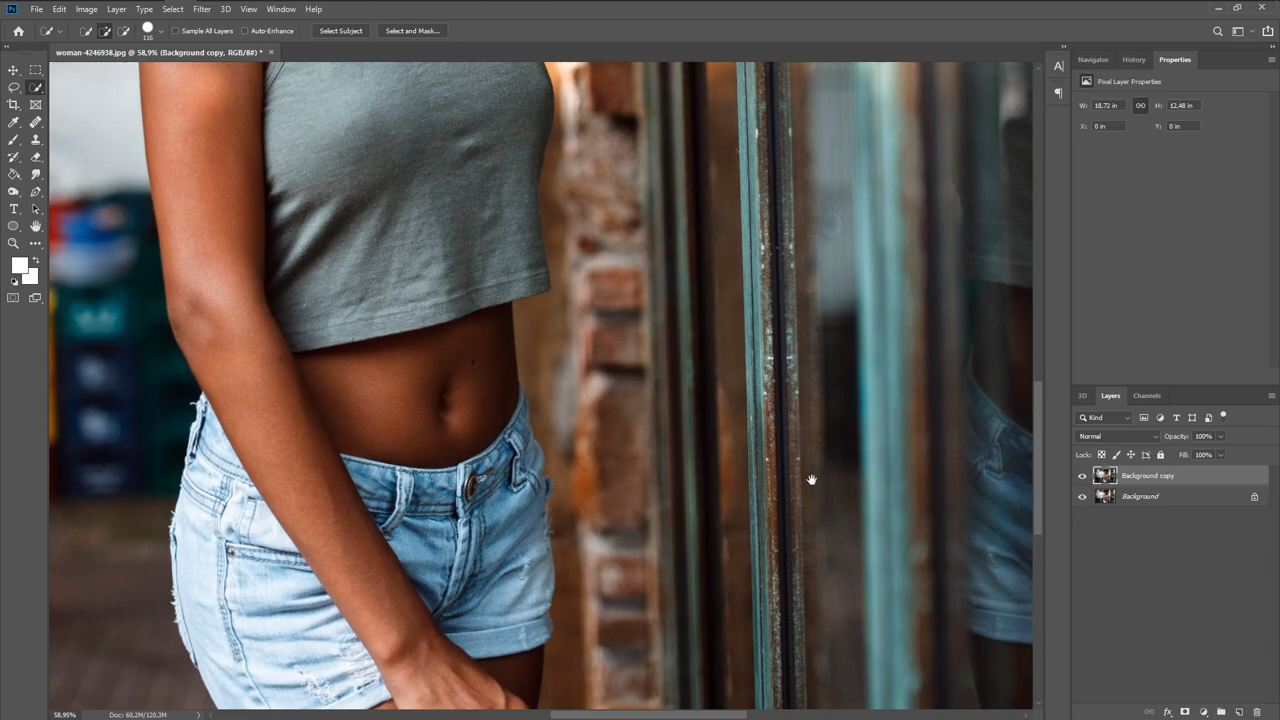 Ps File Edit Image Layer Type Select Filter 3D View Window Help
116 Sample All Layers Auto-Enhance Select Subject Select and Mask...
woman-4246938.jpg @ 58,9% (Background copy, RGB/8#) * ×
Navigator History Properties
Pixel Layer Properties
W: 18,72 in H: 12,48 in
X: 0 in Y: 0 in
3D Layers Channels
Kind
Normal Opacity: 100%
Lock: Fill: 100%
Background copy
Background
58,95% Doc: 60,2M/120,3M